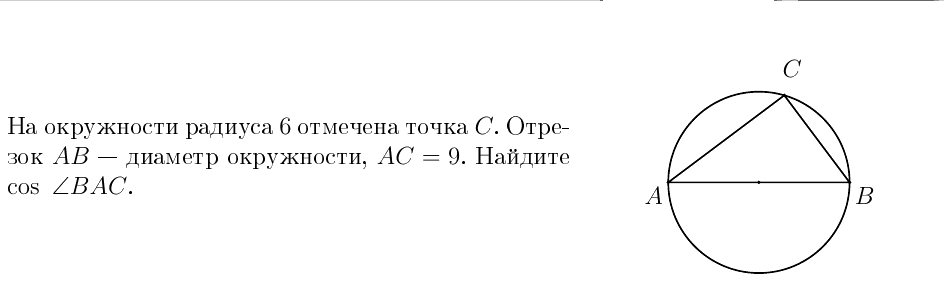 На окружности радиуса 6 отмечена точка C. Отре-
зок AB — диаметр окружности, AC = 9. Найдите
cos ∠BAC.
C
A
B